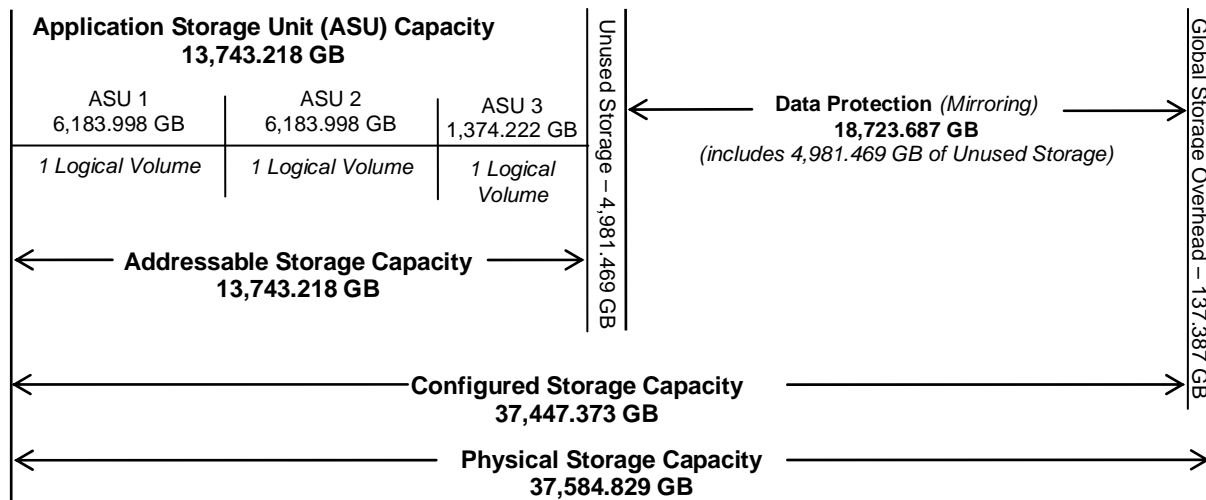 Application Storage Unit (ASU) Capacity
13,743.218 GB
ASU 1
6,183.998 GB
1 Logical Volume
ASU 2
6,183.998 GB
1 Logical Volume
ASU 3
1,374.222 GB
1 Logical
Volume
Unused Storage – 4,981.469 GB
Data Protection (Mirroring)
18,723.687 GB
(includes 4,981.469 GB of Unused Storage)
Global Storage Overhead – 137.387 GB
Addressable Storage Capacity
13,743.218 GB
Configured Storage Capacity
37,447.373 GB
Physical Storage Capacity
37,584.829 GB